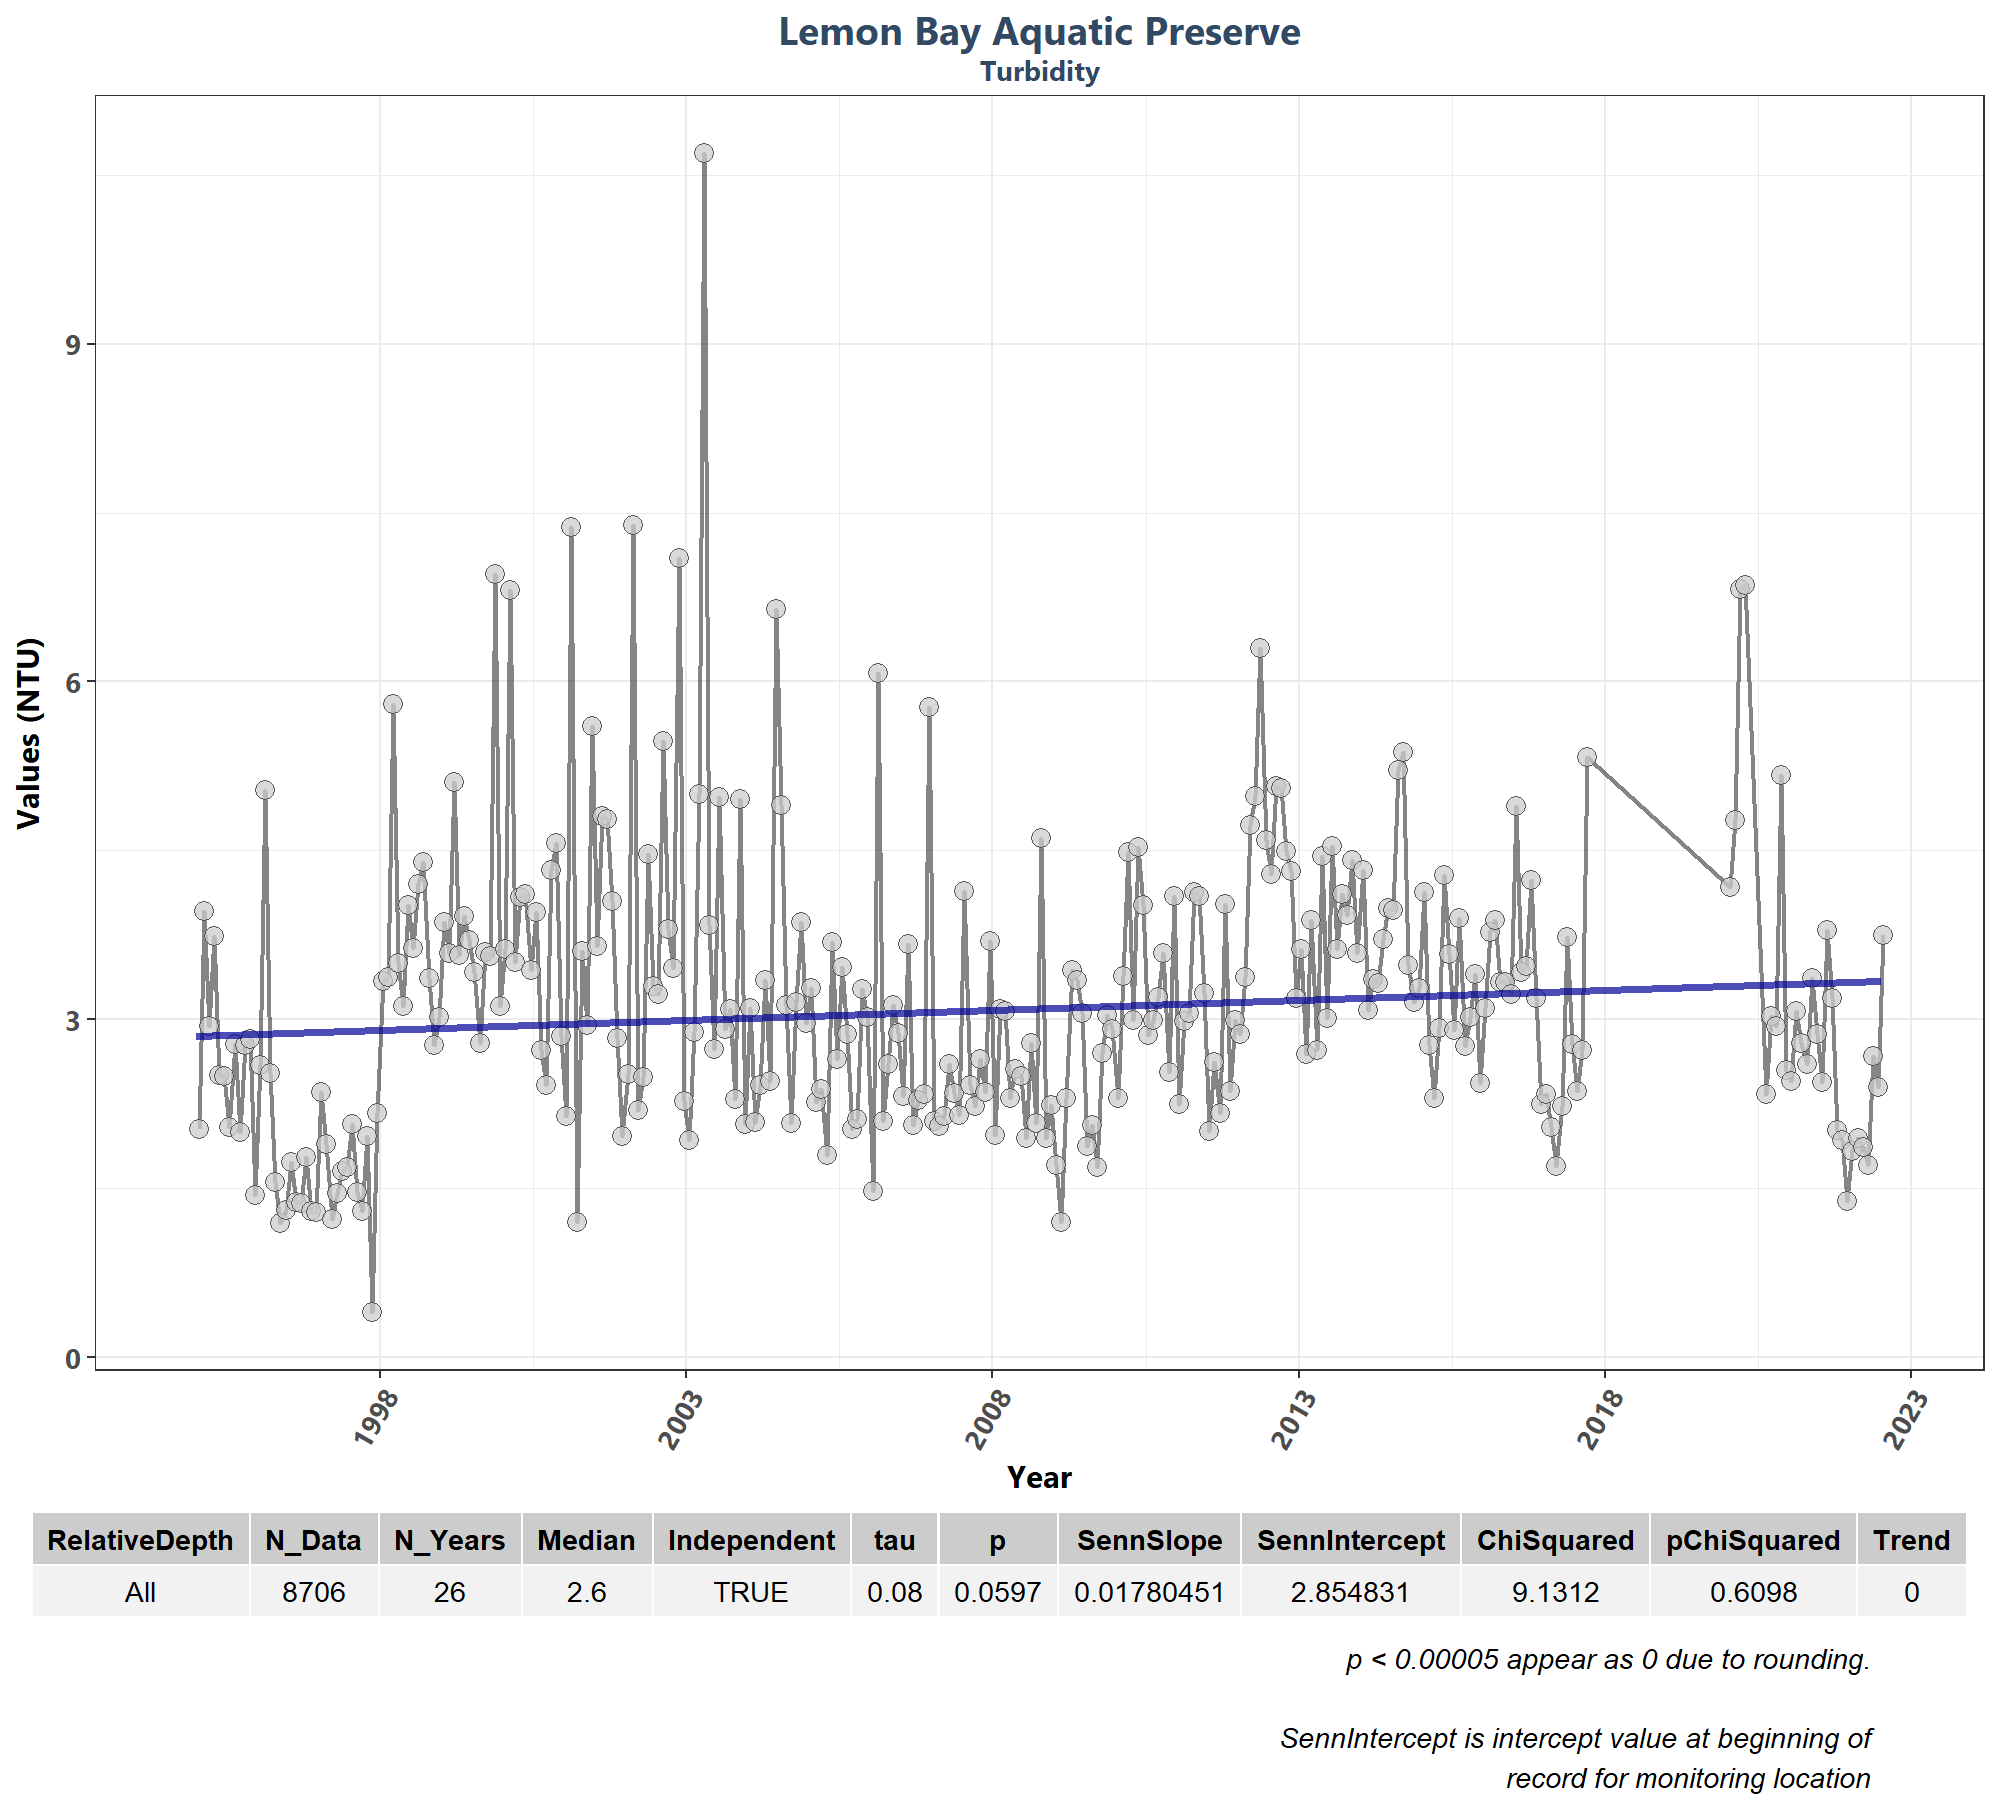 Lemon Bay Aquatic Preserve
Turbidity
Values (NTU)
9
6
3
0
1998 2003 2008 2013 2018 2023
Year
RelativeDepth N_Data N_Years Median Independent tau p SennSlope SennIntercept ChiSquared pChiSquared Trend
All 8706 26 2.6 TRUE 0.08 0.0597 0.01780451 2.854831 9.1312 0.6098 0
p < 0.00005 appear as 0 due to rounding.
SennIntercept is intercept value at beginning of
record for monitoring location